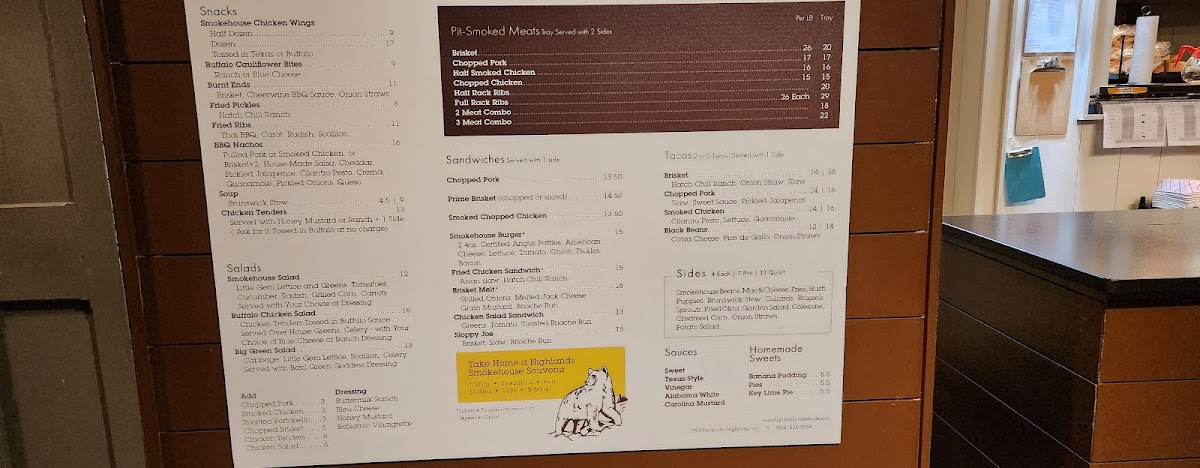 Snacks
Smokehouse Chicken Wings
Half Dozen 9
Dozen 17
Tossed in Texas or Buffalo
Buffalo Cauliflower Bites 9
Ranch or Blue Cheese
Burnt Ends 11
Brisket, Cheerwine BBQ Sauce, Onion Straws
Fried Pickles 8
Hatch Chili Ranch
Fried Ribs 11
Thai BBQ, Carot, Radish, Scallion
BBQ Nachos 16
Pulled Pork or Smoked Chicken, or
Brisket+2, House-Made Salsa, Cheddar,
Pickled Jalapenos, Cilantro Pesto, Crema,
Guacamole, Pickled Onions, Queso
Soup
Brunswick Stew 4.5 | 9
Chicken Tenders 13
Served with Honey Mustard or Ranch + 1 Side
(Ask for it Tossed in Buffalo at no charge)
Salads
Smokehouse Salad 12
Little Gem Lettice and Greens, Tomatoes,
Cucumber, Radish, Grilled Corn, Carrots
Served with Your Choice of Dressing
Buffalo Chicken Salad 16
Chicken Tenders Tossed in Buffalo Sauce
Served Over House Greens, Celery - with Your
Choice of Blue Cheese or Ranch Dressing
Big Green Salad 13
Cabbage, Little Gem Lettuce, Scallion, Celery
Served with Basil Green Goddess Dressing
Add
Chopped Pork 3
Smoked Chicken 3
Roasted Portobello 3
Chopped Brisket 5
Chicken Tenders 6
Chicken Salad 5
Dressing
Buttermilk Ranch
Bleu Cheese
Honey Mustard
Balsamic Vinaigrette
Pit-Smoked Meats Tray Served with 2 Sides
Per LB - Tray
Brisket 26 20
Chopped Pork 17 17
Half Smoked Chicken 16 16
Chopped Chicken 15 15
Half Rack Ribs 20
Full Rack Ribs 26 Each 29
2 Meat Combo 18
3 Meat Combo 22
Sandwiches Served with 1 side
Chopped Pork 13.50
Prime Brisket (chopped or sliced) 14.50
Smoked Chopped Chicken 13.50
Smokehouse Burger* 15
2 4oz. Certified Angus Patties, American
Cheese, Lettuce, Tomato, Onion, Pickles
Bacon
Fried Chicken Sandwich* 15
Asian slaw, Hatch Chili Ranch
Brisket Melt* 16
Grilled Onions, Melted Jack Cheese
Grain Mustard, Brioche Bun
Chicken Salad Sandwich 13
Greens, Tomato, Toasted Brioche Bun
Sloppy Joe 15
Brisket, Slaw, Brioche Bun
Take Home a Highlands
Smokehouse Souvenir
Vegetarian Option
Tacos 2 or 3 Tacos Served with 1 Side
Brisket 14 | 16
Hatch Chili Ranch, Onion Straw, Slaw
Chopped Pork 14 | 16
Slaw, Sweet Sauce, Pickled Jalapenos
Smoked Chicken 14 | 16
Cilantro Pesto, Lettuce, Guacamole
Black Beans 12 | 14
Cotija Cheese, Pico de Gallo, Onion Straws
Sides 4 Each | 7 Pint | 13 Quart
Smokehouse Beans, Mac & Cheese, Fries, Hush
Puppies, Brunswick Stew, Collards, Brussels
Sprouts, Fried Okra, Garden Salad, Coleslaw,
Creamed Corn, Onion Straws,
Potato Salad
Sauces
Sweet
Texas-Style
Vinegar
Alabama White
Carolina Mustard
Homemade
Sweets
Banana Pudding 5.5
Pies 5.5
Key Lime Pie 5.5